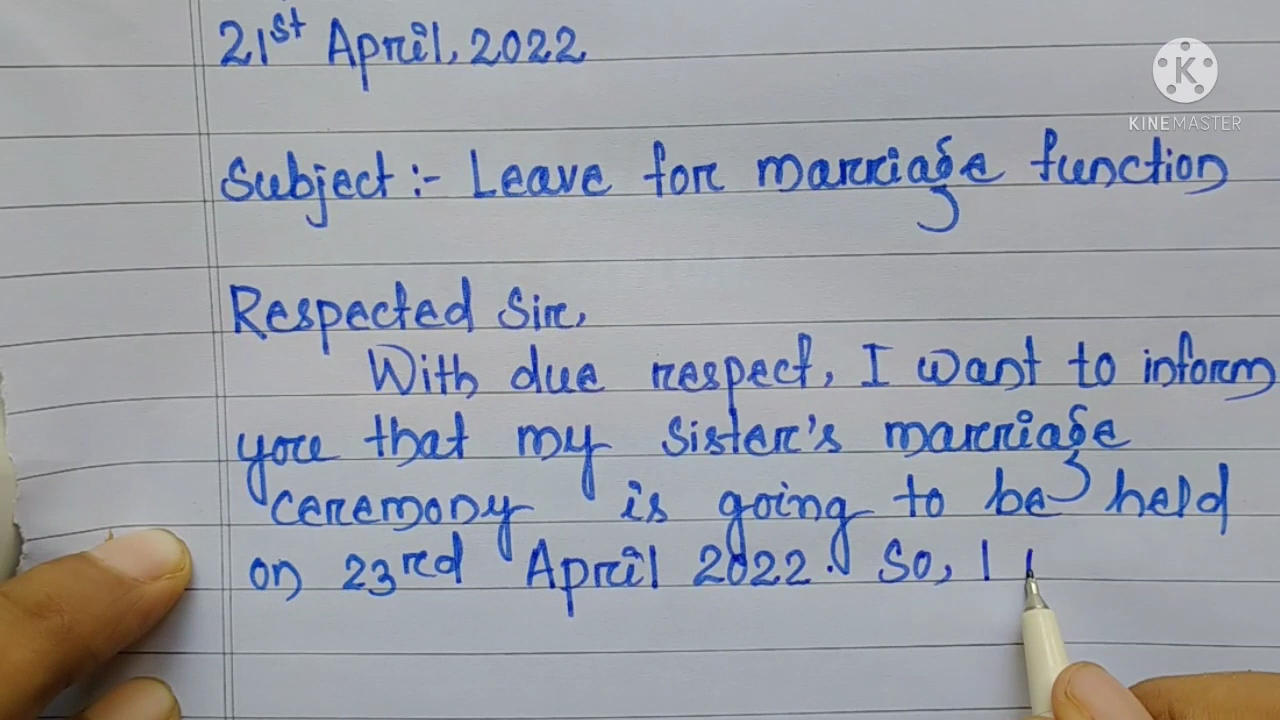 21st April, 2022
KINEMASTER
Subject:- Leave for marriage function
Respected Sir,
With due respect, I want to inform
you that my sister's marriage
ceremony is going to be held
on 23rd April 2022. So, I